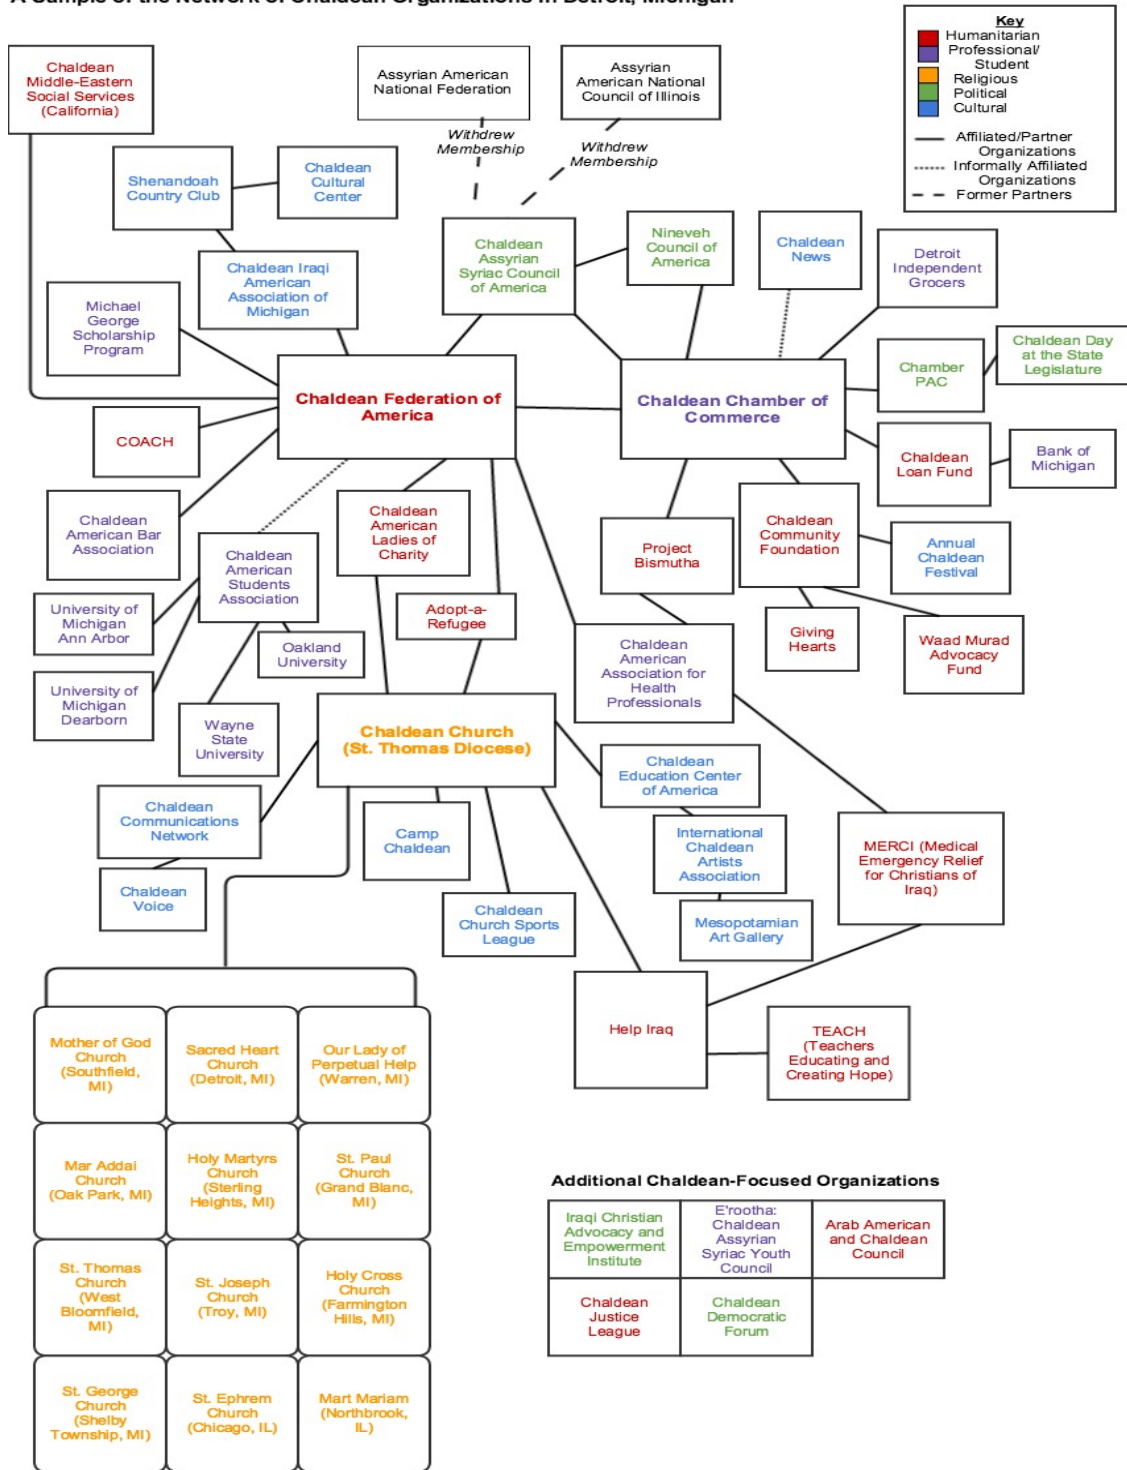 A Sample of the Network of Chaldean Organizations in Detroit, Michigan
Key
Humanitarian
Professional/
Student
Religious
Political
Cultural
Affiliated/Partner
Organizations
Informally Affiliated
Organizations
Former Partners
Chaldean
Middle-Eastern
Social Services
(California)
Assyrian American
National Federation
Assyrian
American National
Council of Illinois
Withdrew
Membership
Withdrew
Membership
Shenandoah
Country Club
Chaldean
Cultural
Center
Chaldean Iraqi
American
Association of
Michigan
Chaldean
Assyrian
Syriac Council
of America
Nineveh
Council of
America
Chaldean
News
Detroit
Independent
Grocers
Michael
George
Scholarship
Program
Chamber
PAC
Chaldean Day
at the State
Legislature
Chaldean Federation of
America
Chaldean Chamber of
Commerce
COACH
Chaldean
Loan Fund
Bank of
Michigan
Chaldean
American Bar
Association
Chaldean
American
Ladies of
Charity
Chaldean
American
Students
Association
Project
Bismutha
Chaldean
Community
Foundation
Annual
Chaldean
Festival
University of
Michigan
Ann Arbor
Oakland
University
Adopt-a-
Refugee
Giving
Hearts
Waad Murad
Advocacy
Fund
Chaldean
American
Association for
Health
Professionals
University of
Michigan
Dearborn
Wayne
State
University
Chaldean Church
(St. Thomas Diocese)
Chaldean
Education Center
of America
Chaldean
Communications
Network
Camp
Chaldean
International
Chaldean
Artists
Association
MERCI (Medical
Emergency Relief
for Christians of
Iraq)
Chaldean
Voice
Chaldean
Church Sports
League
Mesopotamian
Art Gallery
Help Iraq
TEACH
(Teachers
Educating and
Creating Hope)
Mother of God
Church
(Southfield,
MI)
Sacred Heart
Church
(Detroit, MI)
Our Lady of
Perpetual Help
(Warren, MI)
Mar Addai
Church
(Oak Park, MI)
Holy Martyrs
Church
(Sterling
Heights, MI)
St. Paul
Church
(Grand Blanc,
MI)
St. Thomas
Church
(West
Bloomfield,
MI)
St. Joseph
Church
(Troy, MI)
Holy Cross
Church
(Farmington
Hills, MI)
St. George
Church
(Shelby
Township, MI)
St. Ephrem
Church
(Chicago, IL)
Mart Mariam
(Northbrook,
IL)
Additional Chaldean-Focused Organizations
Iraqi Christian
Advocacy and
Empowerment
Institute
E'rootha:
Chaldean
Assyrian
Syriac Youth
Council
Arab American
and Chaldean
Council
Chaldean
Justice
League
Chaldean
Democratic
Forum